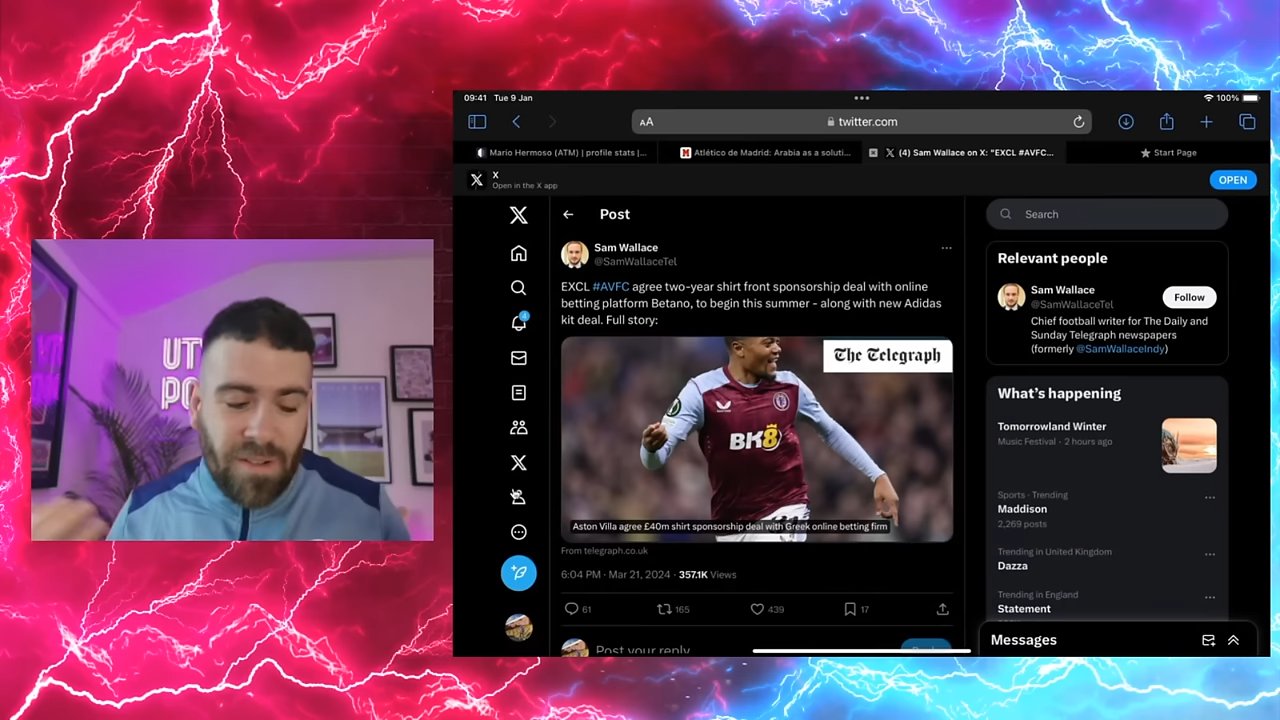 UT
PO
09:41 Tue 9 Jan
100%
AA
twitter.com
Mario Hermoso (ATM) | profile stats |...
Atlético de Madrid: Arabia as a soluti...
(4) Sam Wallace on X: "EXCL #AVFC...
Start Page
X
Open in the X app
OPEN
Post
Search
Sam Wallace
@SamWallaceTel
EXCL #AVFC agree two-year shirt front sponsorship deal with online
betting platform Betano, to begin this summer - along with new Adidas
kit deal. Full story:
The Telegraph
BK8
Aston Villa agree £40m shirt sponsorship deal with Greek online betting firm
From telegraph.co.uk
6:04 PM · Mar 21, 2024 · 357.1K Views
61 165 439 17
Post your reply
4
Relevant people
Sam Wallace
@SamWallaceTel
Follow
Chief football writer for The Daily and
Sunday Telegraph newspapers
(formerly @SamWallaceIndy)
What's happening
Tomorrowland Winter
Music Festival · 2 hours ago
Sports · Trending
Maddison
2,269 posts
Trending in United Kingdom
Dazza
Trending in England
Statement
Messages